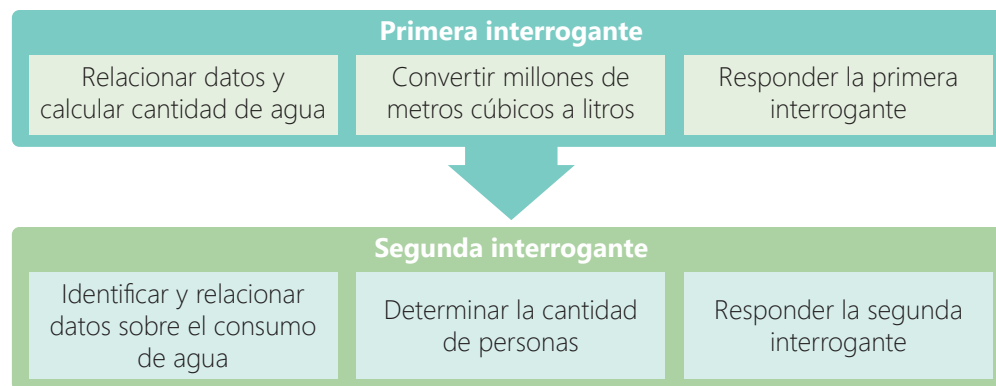 Primera interrogante
Relacionar datos y
calcular cantidad de agua
Convertir millones de
metros cúbicos a litros
Responder la primera
interrogante
Segunda interrogante
Identificar y relacionar
datos sobre el consumo
de agua
Determinar la cantidad
de personas
Responder la segunda
interrogante